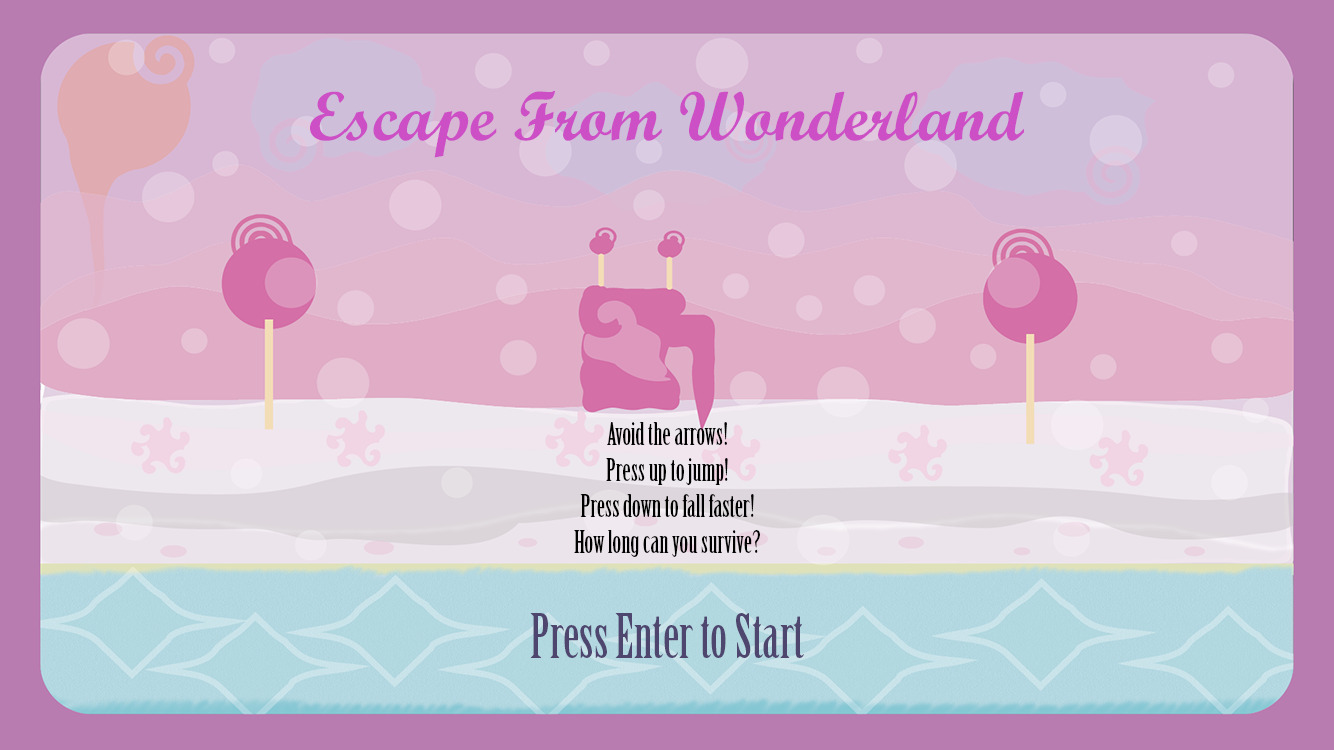 Escape From Wonderland
Avoid the arrows!
Press up to jump!
Press down to fall faster!
How long can you survive?
Press Enter to Start